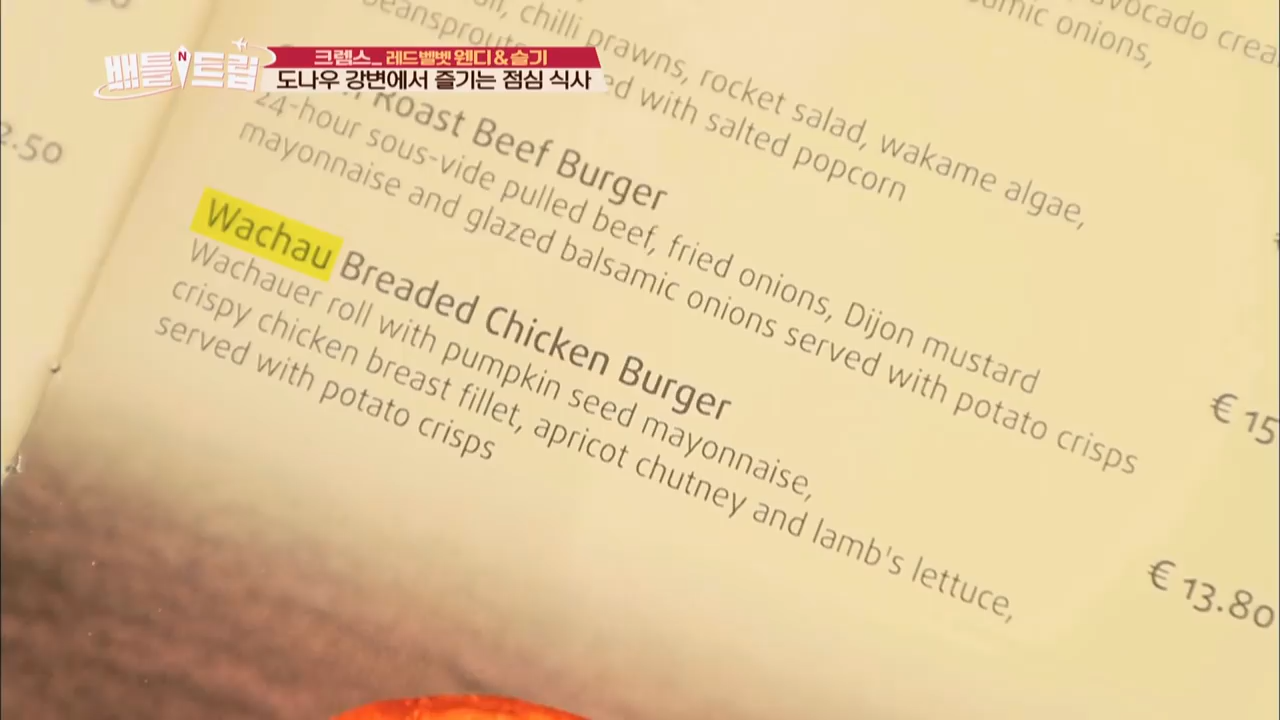 배틀트립
N
크렘스_ 레드벨벳 웬디&슬기
도나우 강변에서 즐기는 점심 식사
2.50
avocado
onions,
chilli prawns, rocket salad, wakame algae,
with salted popcorn
Roast Beef Burger
24-hour sous-vide pulled beef, fried onions, Dijon mustard
mayonnaise and glazed balsamic onions served with potato crisps
€ 15
Wachau Breaded Chicken Burger
Wachauer roll with pumpkin seed mayonnaise,
crispy chicken breast fillet, apricot chutney and lamb's lettuce,
served with potato crisps
€ 13.80